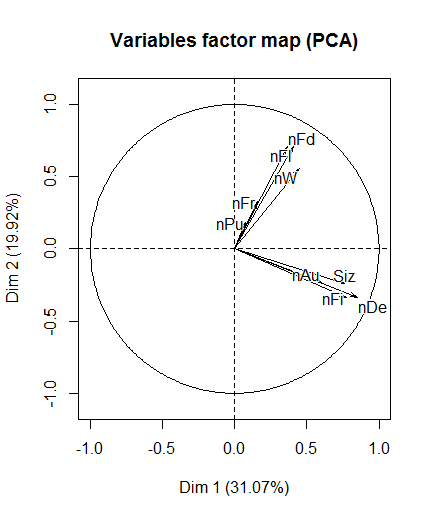 Variables factor map (PCA)
Dim 2 (19.92%)
1.0
0.5
0.0
-0.5
-1.0
nFd
nFl
nW
nFr
nPu
nAu
Siz
nFr
nDe
-1.0
-0.5
0.0
0.5
1.0
Dim 1 (31.07%)